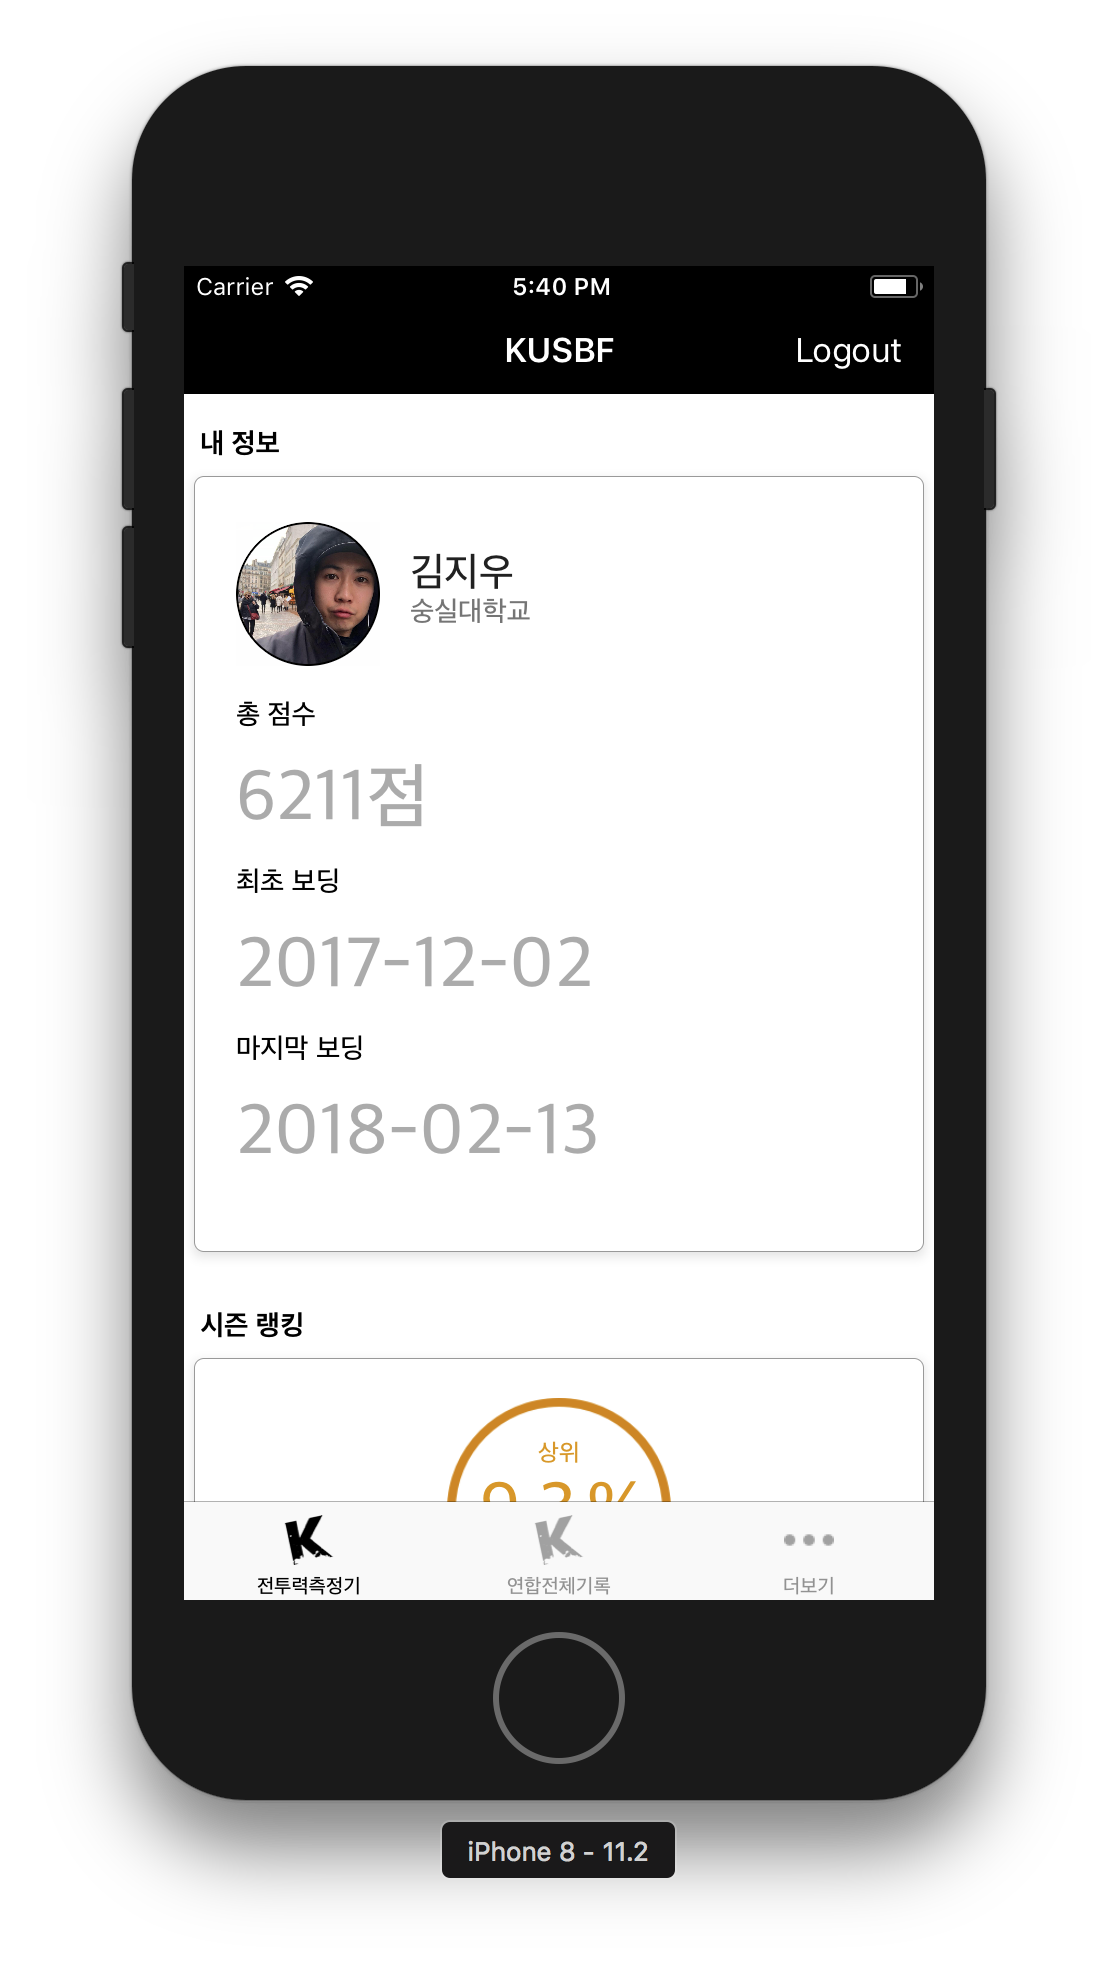 Carrier 5:40 PM
KUSBF Logout
내 정보
김지우
숭실대학교
총 점수
6211점
최초 보딩
2017-12-02
마지막 보딩
2018-02-13
시즌 랭킹
상위
전투력측정기 연합전체기록 더보기
iPhone 8 - 11.2